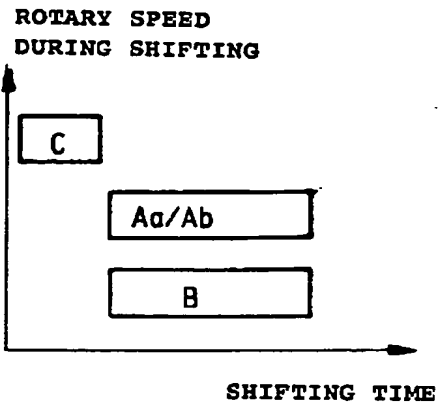 ROTARY SPEED
DURING SHIFTING
C
Aa/Ab
B
SHIFTING TIME